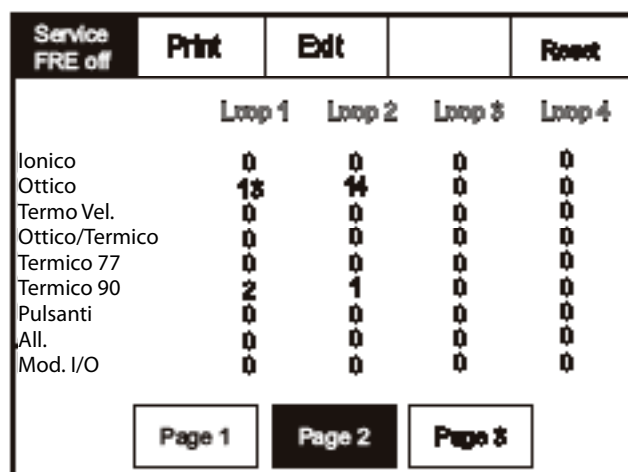 Service Print Exit Reset
FRE off
Loop 1 Loop 2 Loop 3 Loop 4
Ionico 0 0 0 0
Ottico 13 14 0 0
Termo Vel. 0 0 0 0
Ottico/Termico 0 0 0 0
Termico 77 0 0 0 0
Termico 90 2 1 0 0
Pulsanti 0 0 0 0
All. 0 0 0 0
Mod. I/O 0 0 0 0
Page 1 Page 2 Page 3